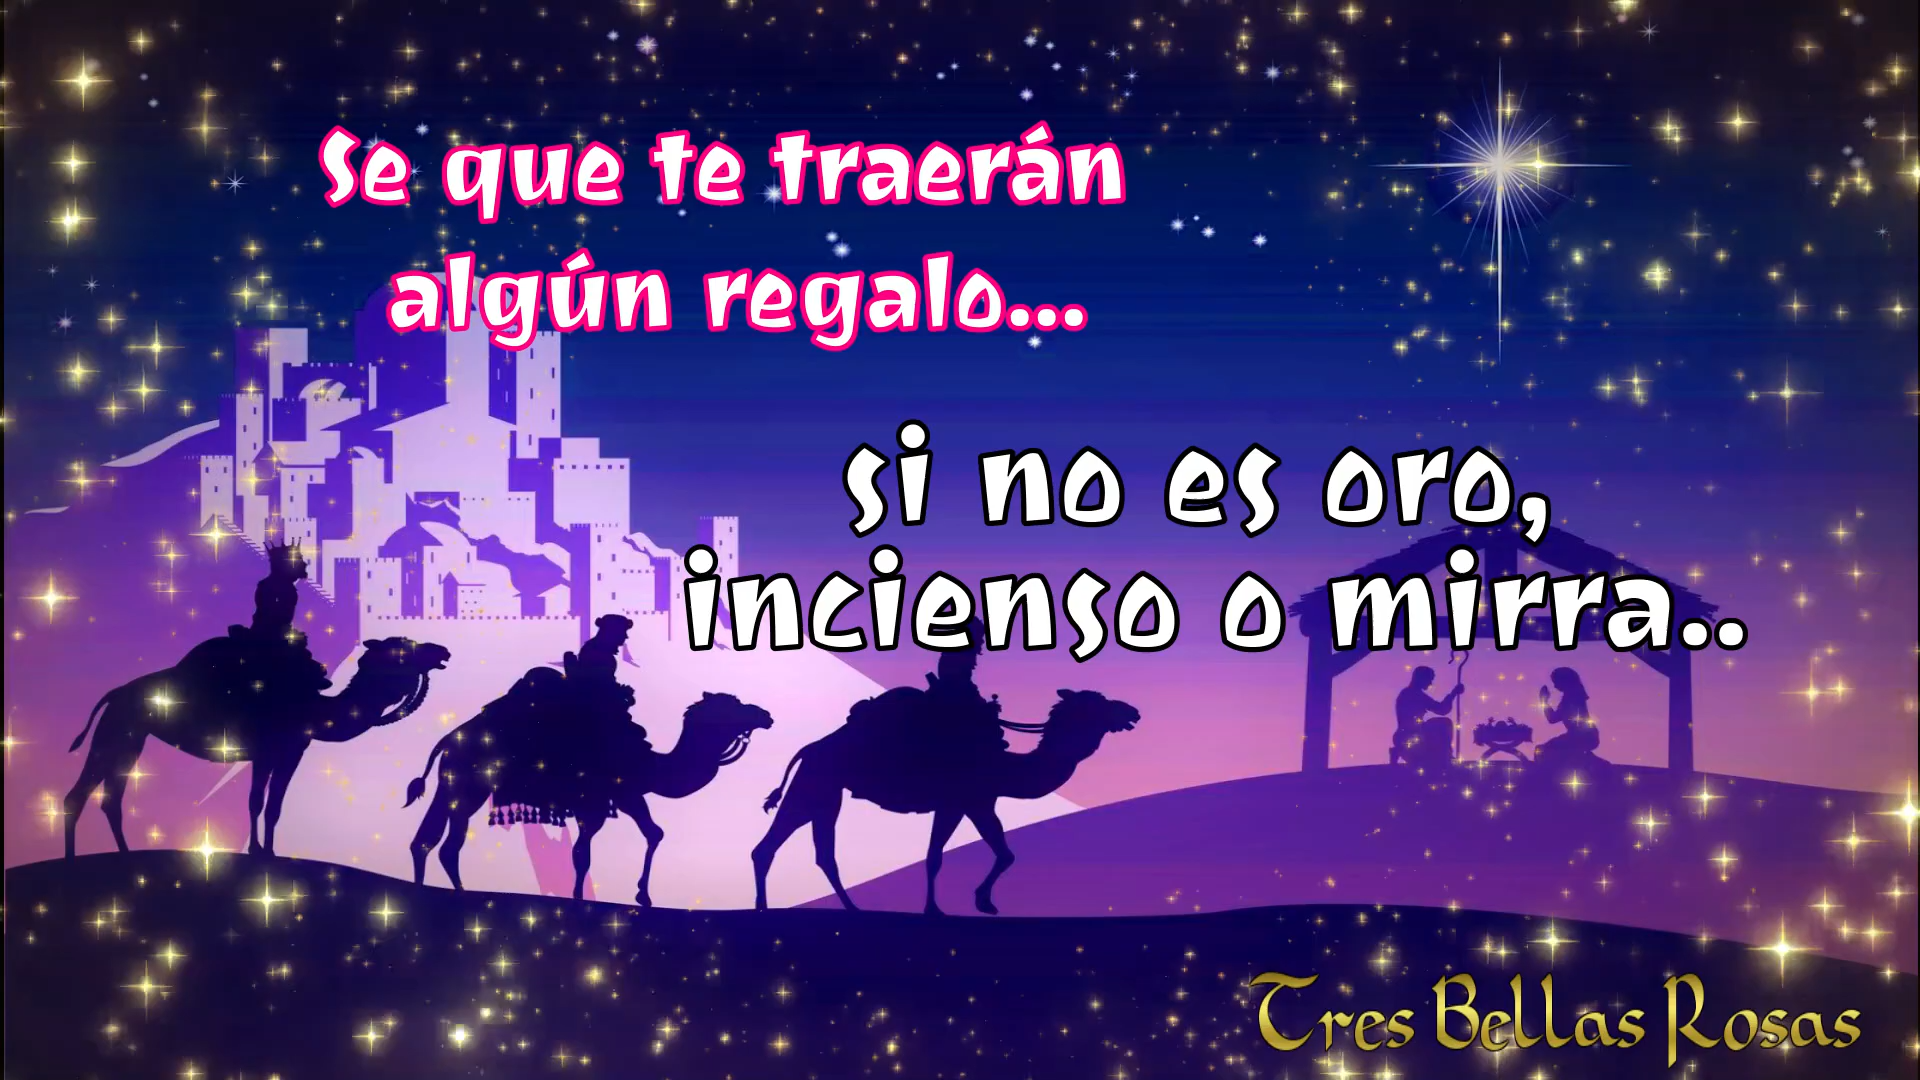 Se que te traerán
algún regalo...
si no es oro,
incienso o mirra..
Tres Bellas Rosas